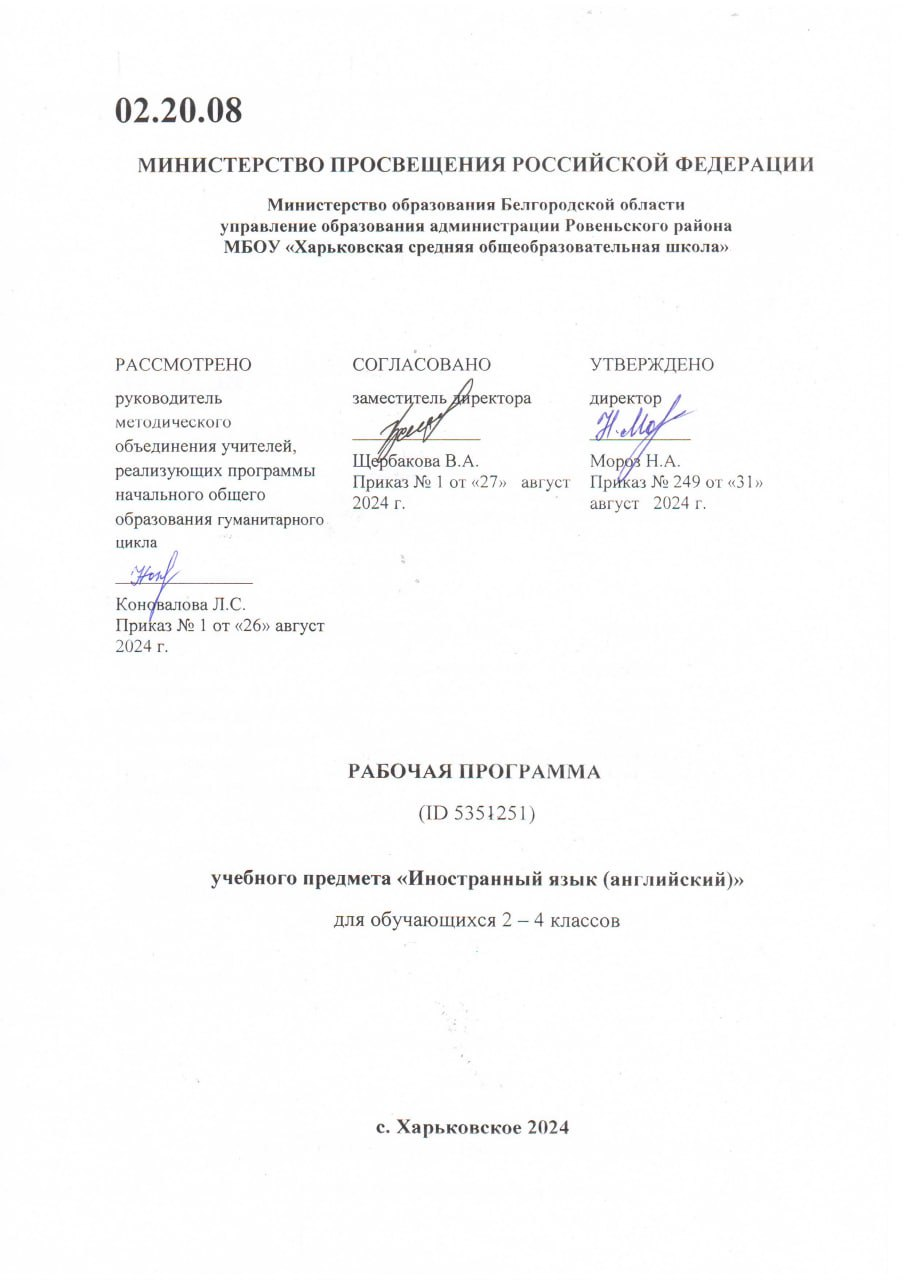 02.20.08
МИНИСТЕРСТВО ПРОСВЕЩЕНИЯ РОССИЙСКОЙ ФЕДЕРАЦИИ
Министерство образования Белгородской области
управление образования администрации Ровеньского района
МБОУ «Харьковская средняя общеобразовательная школа»
РАССМОТРЕНО
руководитель
методического
объединения учителей,
реализующих программы
начального общего
образования гуманитарного
цикла
Коновалова Л.С.
Приказ № 1 от «26» август
2024 г.
СОГЛАСОВАНО
заместитель директора
Щербакова В.А.
Приказ № 1 от «27» август
2024 г.
УТВЕРЖДЕНО
директор
Мороз Н.А.
Приказ № 249 от «31»
август 2024 г.
РАБОЧАЯ ПРОГРАММА
(ID 5351251)
учебного предмета «Иностранный язык (английский)»
для обучающихся 2 – 4 классов
с. Харьковское 2024